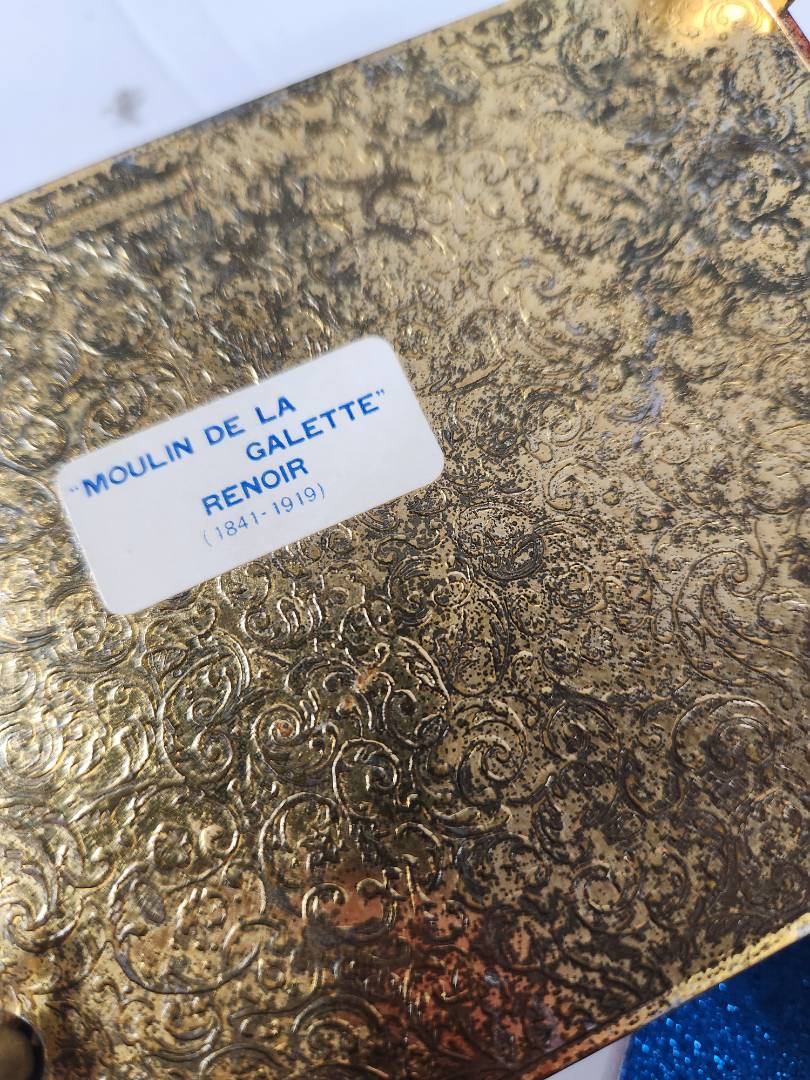 "MOULIN DE LA
GALETTE"
RENOIR
(1841-1919)